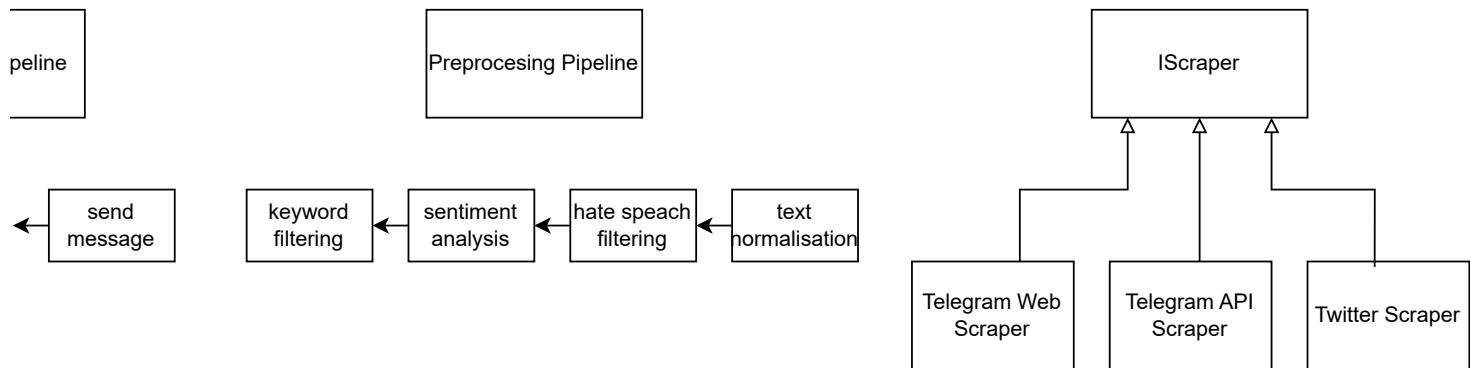 peline
Preprocesing Pipeline
IScraper
send
message
keyword
filtering
sentiment
analysis
hate speach
filtering
text
normalisation
Telegram Web
Scraper
Telegram API
Scraper
Twitter Scraper